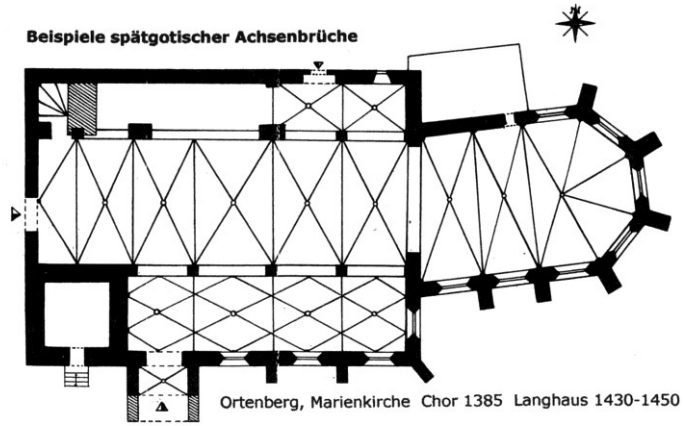 Beispiele spätgotischer Achsenbrüche
N
Ortenberg, Marienkirche Chor 1385 Langhaus 1430-1450